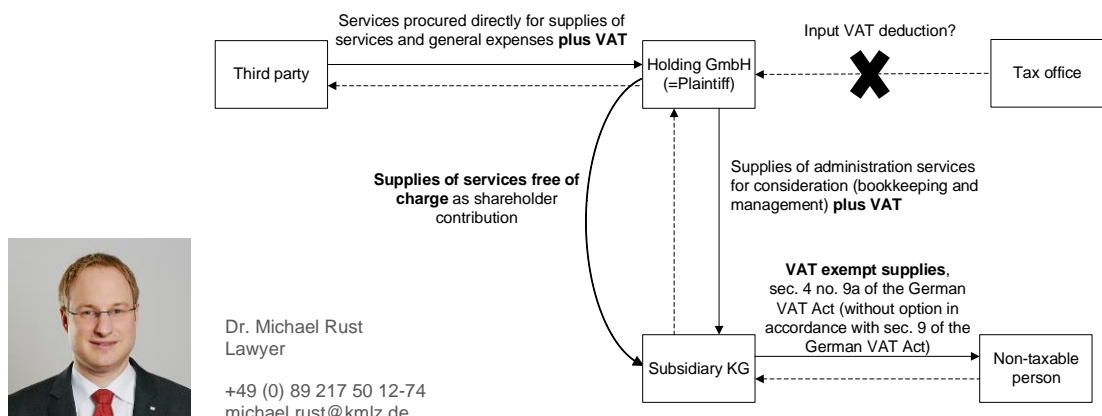 Services procured directly for supplies of
services and general expenses plus VAT
Input VAT deduction?
Third party
Holding GmbH
(=Plaintiff)
Tax office
Supplies of services free of
charge as shareholder
contribution
Supplies of administration services
for consideration (bookkeeping and
management) plus VAT
VAT exempt supplies,
sec. 4 no. 9a of the German
VAT Act (without option in
accordance with sec. 9 of the
German VAT Act)
Subsidiary KG
Non-taxable
person
Dr. Michael Rust
Lawyer
+49 (0) 89 217 50 12-74
michael.rust@kmlz.de